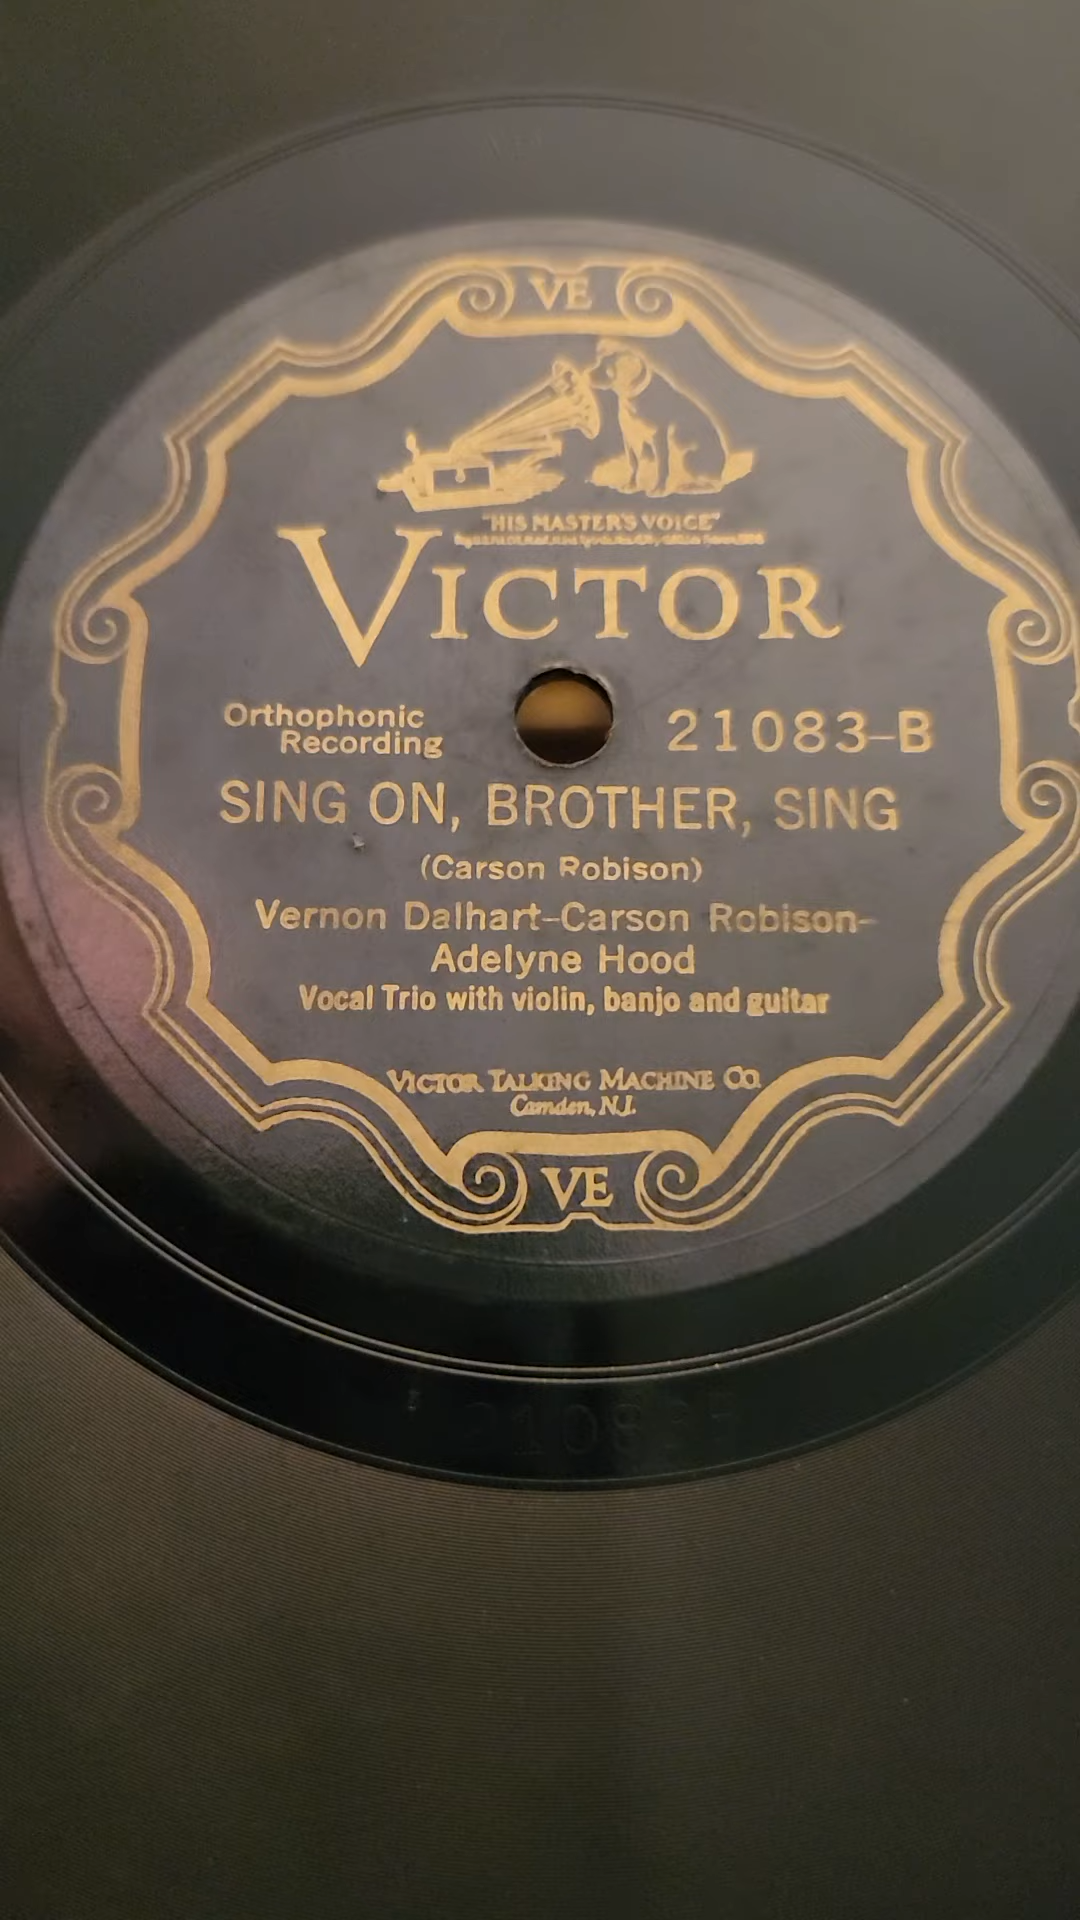 VE
"HIS MASTER'S VOICE"
VICTOR
Orthophonic
Recording
21083-B
SING ON, BROTHER, SING
(Carson Robison)
Vernon Dalhart-Carson Robison-
Adelyne Hood
Vocal Trio with violin, banjo and guitar
VICTOR TALKING MACHINE CO.
Camden, N.J.
VE